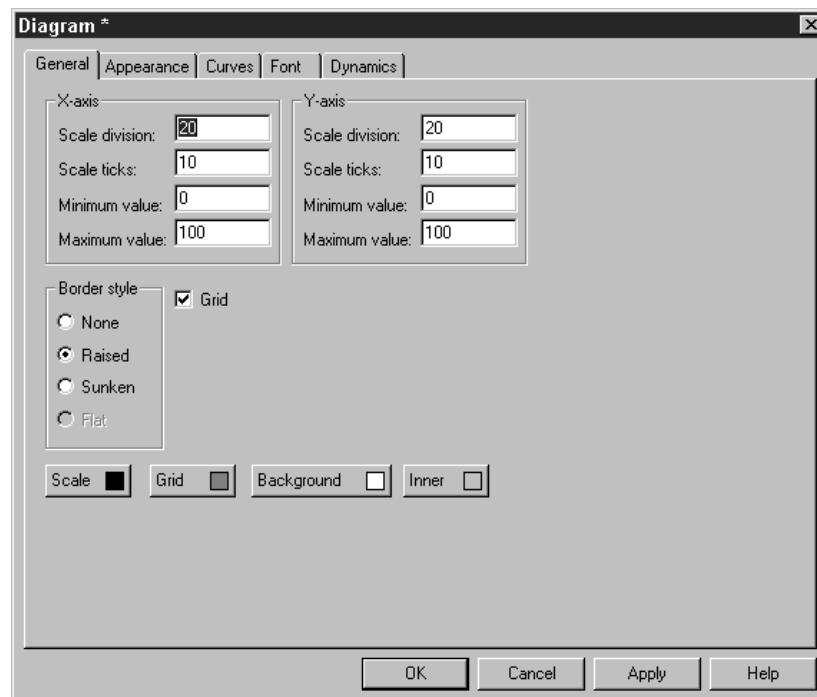 Diagram *
General Appearance Curves Font Dynamics
X-axis
Scale division: 20
Scale ticks: 10
Minimum value: 0
Maximum value: 100
Y-axis
Scale division: 20
Scale ticks: 10
Minimum value: 0
Maximum value: 100
Border style
None
Raised
Sunken
Flat
Grid
Scale Grid Background Inner
OK Cancel Apply Help